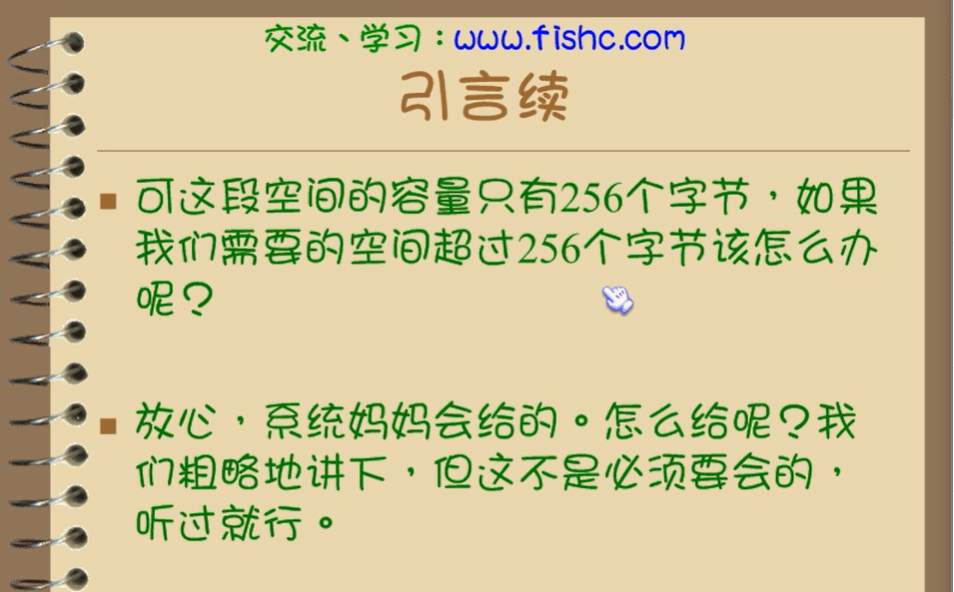 交流、学习：www.fishc.com
引言续
可这段空间的容量只有256个字节，如果
我们需要的空间超过256个字节该怎么办
呢？
放心，系统妈妈会给的。怎么给呢？我
们粗略地讲下，但这不是必须要会的，
听过就行。